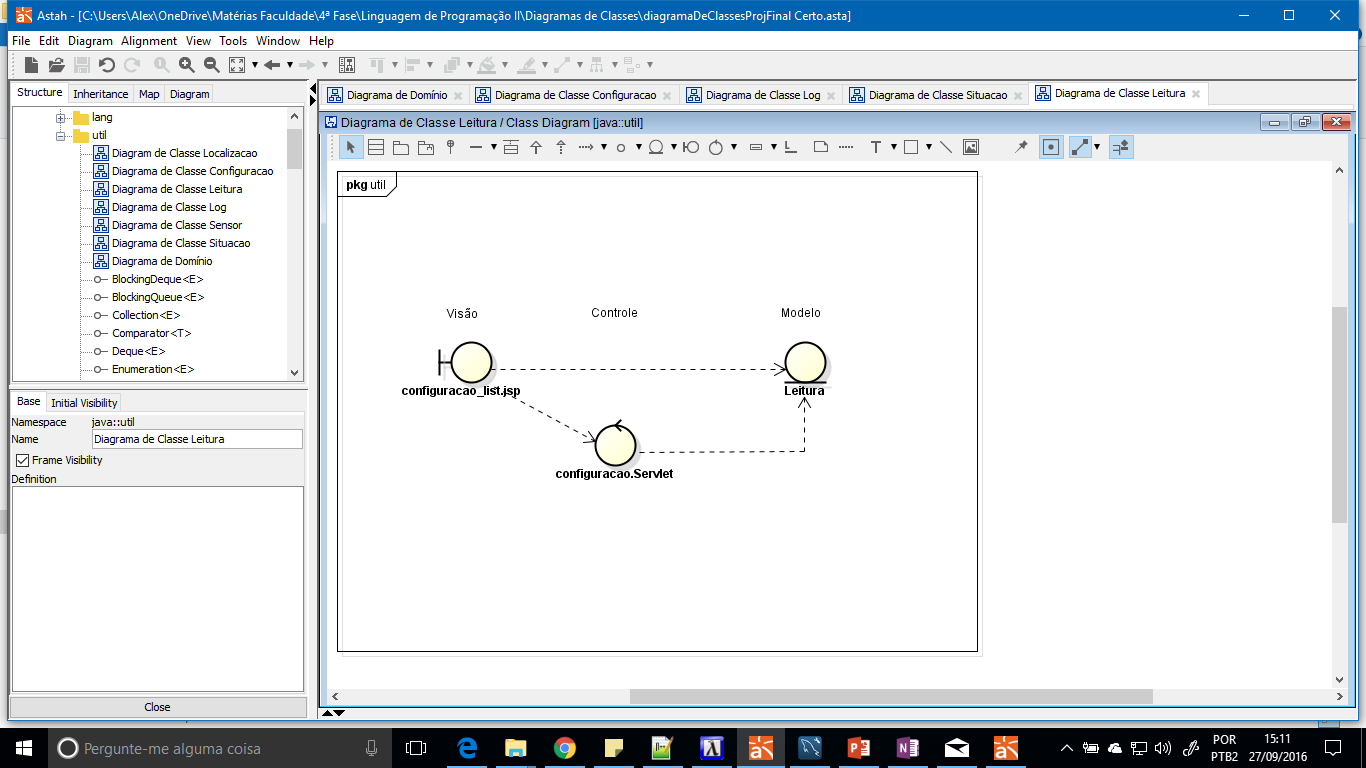 Astah - [C:\Users\Alex\OneDrive\Matérias Faculdade\4ª Fase\Linguagem de Programação II\Diagramas de Classes\diagramaDeClassesProjFinal Certo.asta]
File Edit Diagram Alignment View Tools Window Help
Structure Inheritance Map Diagram
lang
util
Diagram de Classe Localizacao
Diagrama de Classe Configuracao
Diagrama de Classe Leitura
Diagrama de Classe Log
Diagrama de Classe Sensor
Diagrama de Classe Situacao
Diagrama de Domínio
BlockingDeque<E>
BlockingQueue<E>
Collection<E>
Comparator<T>
Deque<E>
Enumeration<E>
Base Initial Visibility
Namespace java::util
Name Diagrama de Classe Leitura
Frame Visibility
Definition
Close
Diagrama de Domínio Diagrama de Classe Configuracao Diagrama de Classe Log Diagrama de Classe Situacao Diagrama de Classe Leitura
Diagrama de Classe Leitura / Class Diagram [java::util]
T
pkg util
Visão Controle Modelo
configuracao_list.jsp Leitura
configuracao.Servlet
Pergunte-me alguma coisa
POR
PTB2
15:11
27/09/2016